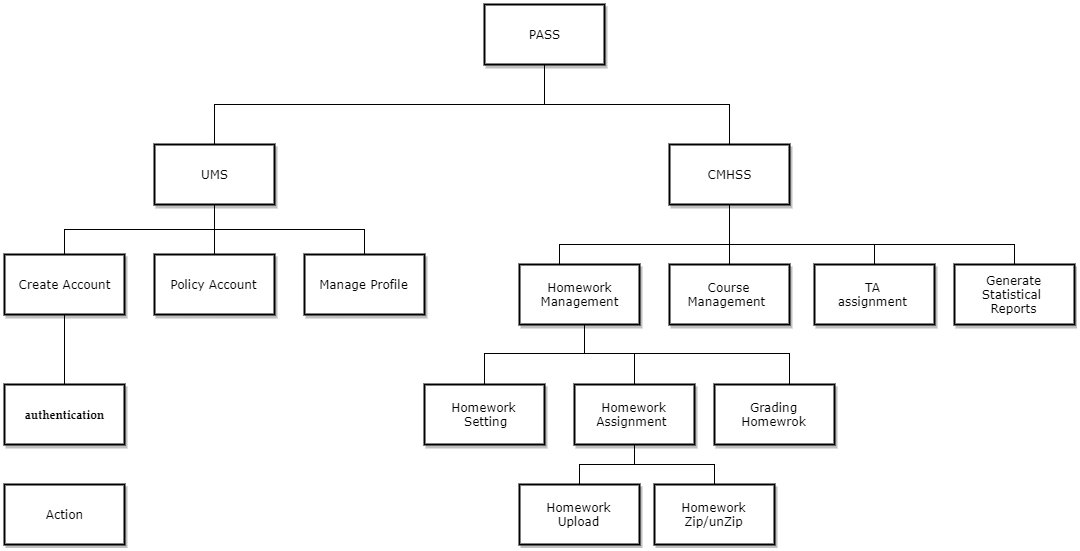 PASS
UMS
CMHSS
Create Account
Policy Account
Manage Profile
Homework
Management
Course
Management
TA
assignment
Generate
Statistical
Reports
authentication
Homework
Setting
Homework
Assignment
Grading
Homewrok
Action
Homework
Upload
Homework
Zip/unZip